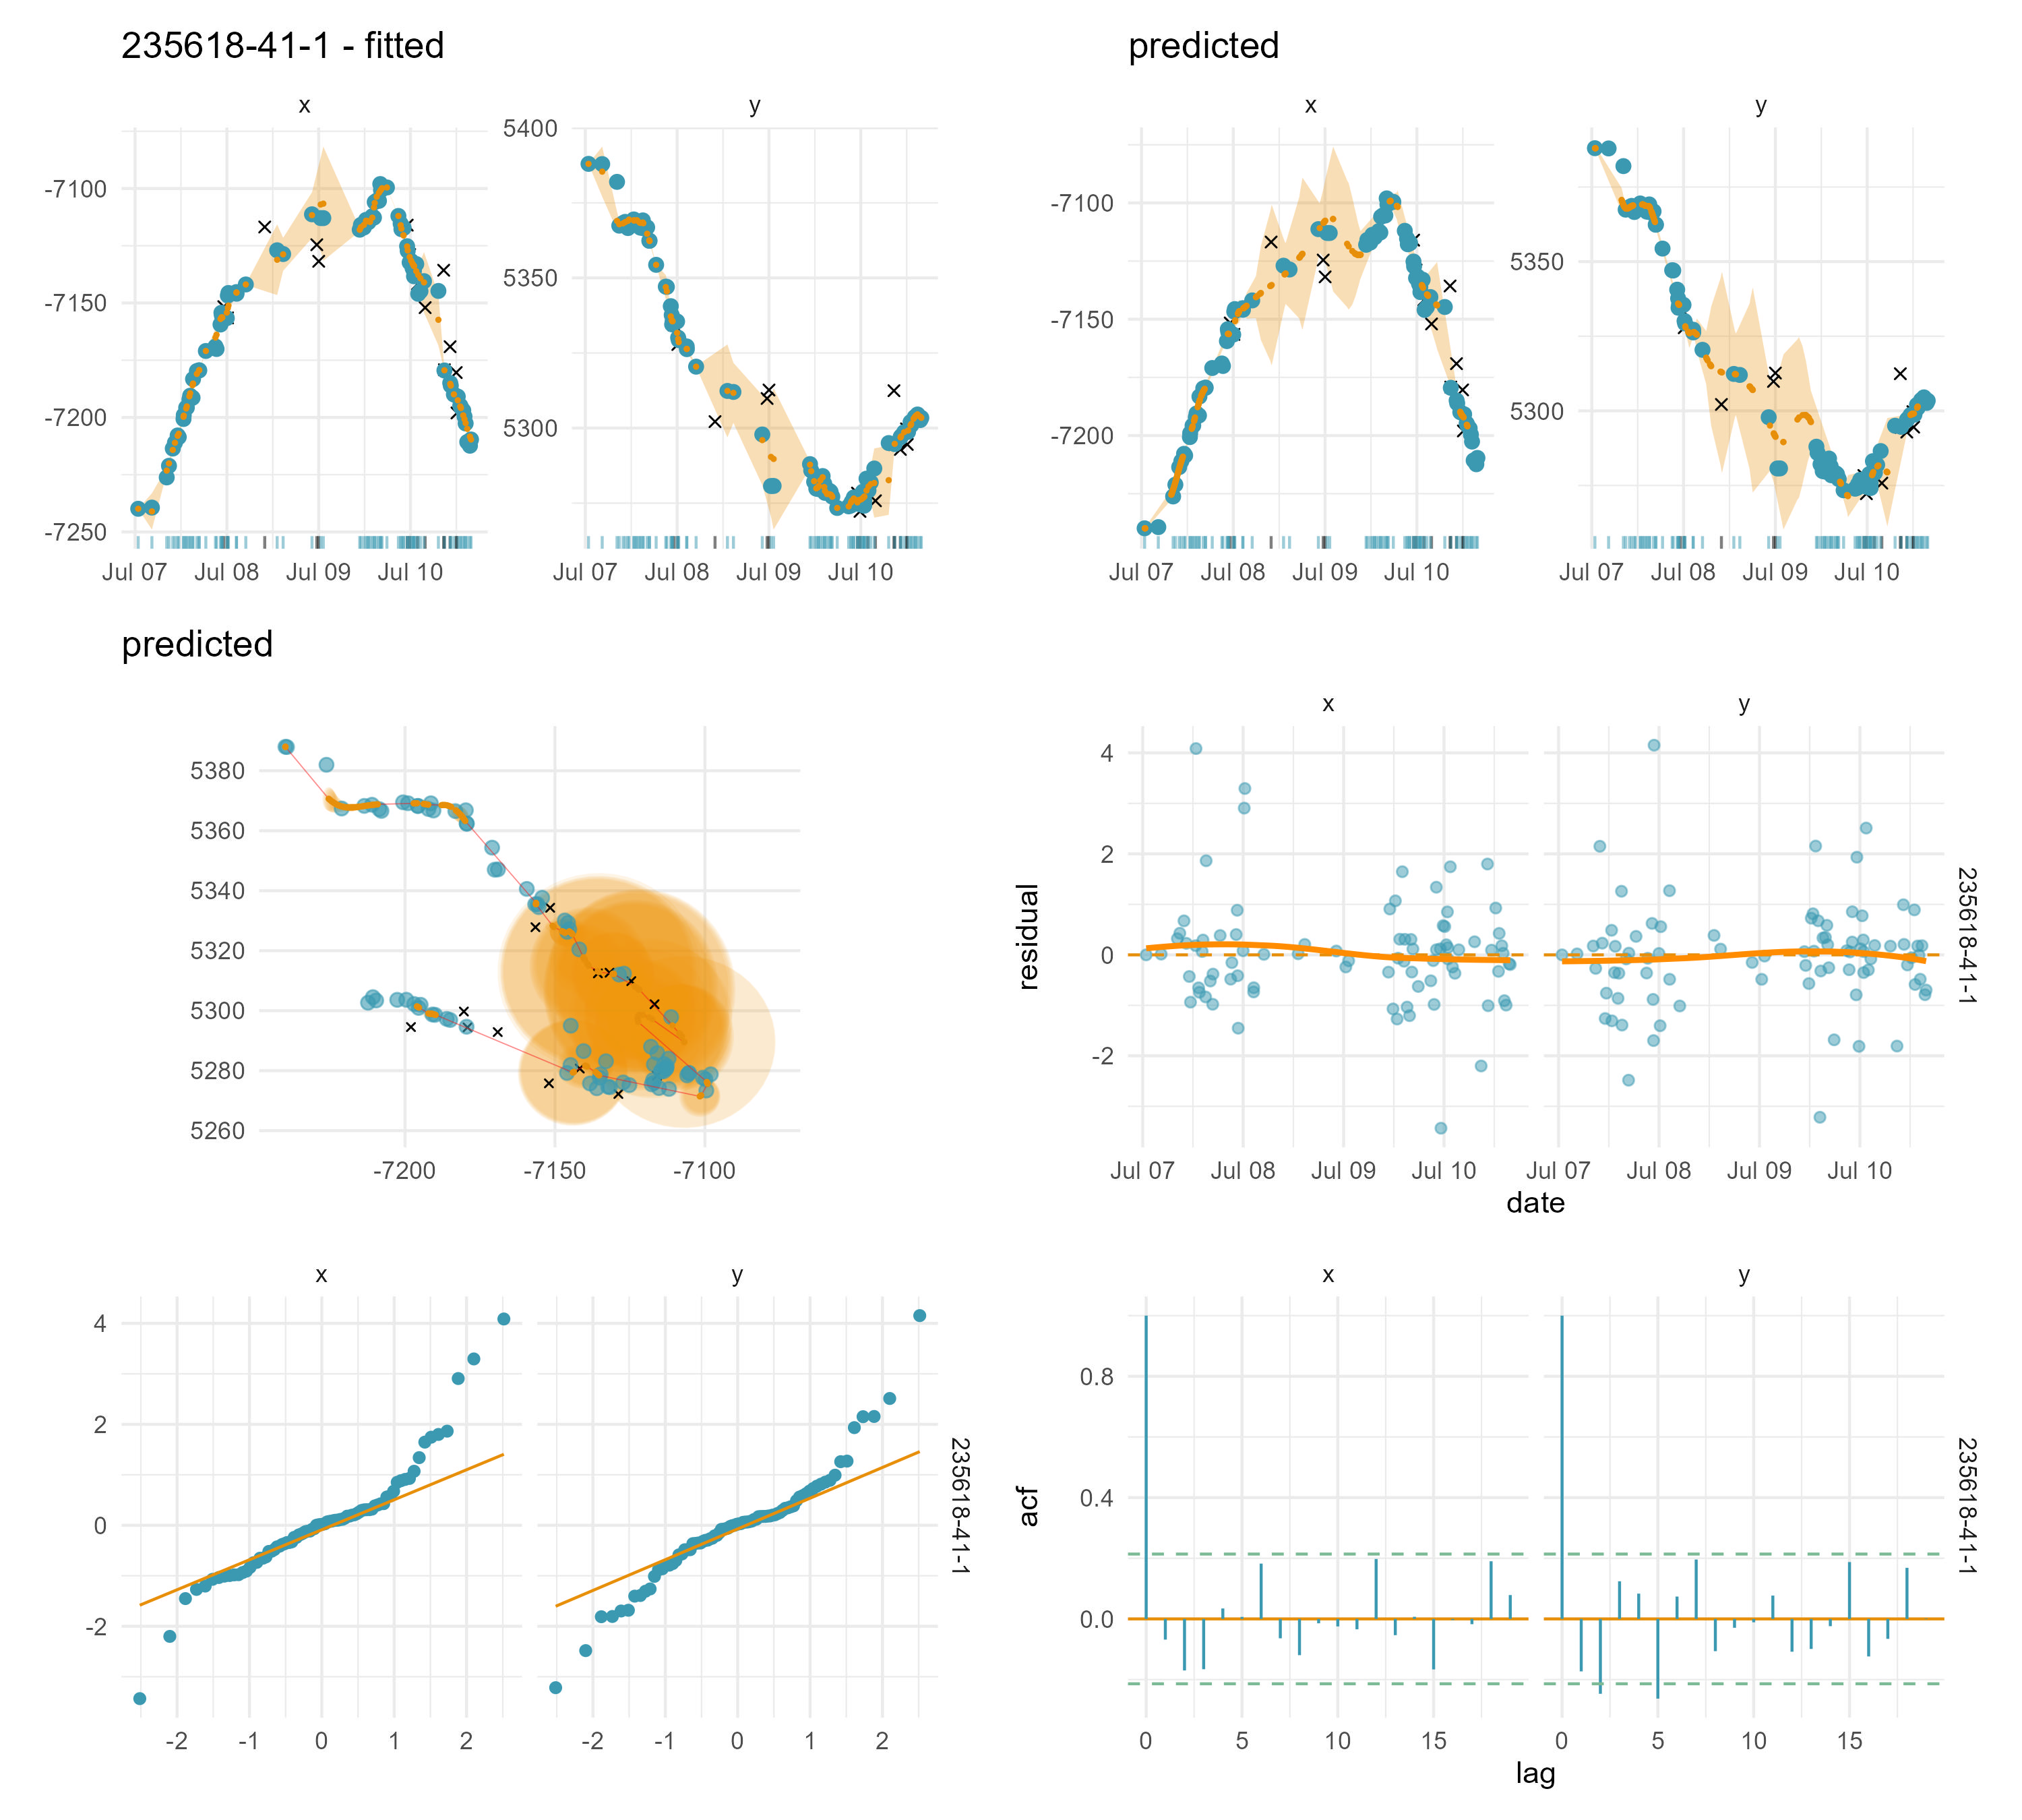 235618-41-1 - fitted
predicted
x
y
x
y
-7100
-7150
-7200
-7250
5400
5350
5300
-7100
-7150
-7200
5350
5300
Jul 07 Jul 08 Jul 09 Jul 10
Jul 07 Jul 08 Jul 09 Jul 10
Jul 07 Jul 08 Jul 09 Jul 10
Jul 07 Jul 08 Jul 09 Jul 10
predicted
5380
5360
5340
5320
5300
5280
5260
-7200 -7150 -7100
x
y
residual
4
2
0
-2
235618-41-1
Jul 07 Jul 08 Jul 09 Jul 10
Jul 07 Jul 08 Jul 09 Jul 10
date
x
y
4
2
0
-2
235618-41-1
-2 -1 0 1 2
-2 -1 0 1 2
x
y
acf
0.8
0.4
0.0
235618-41-1
0 5 10 15
0 5 10 15
lag